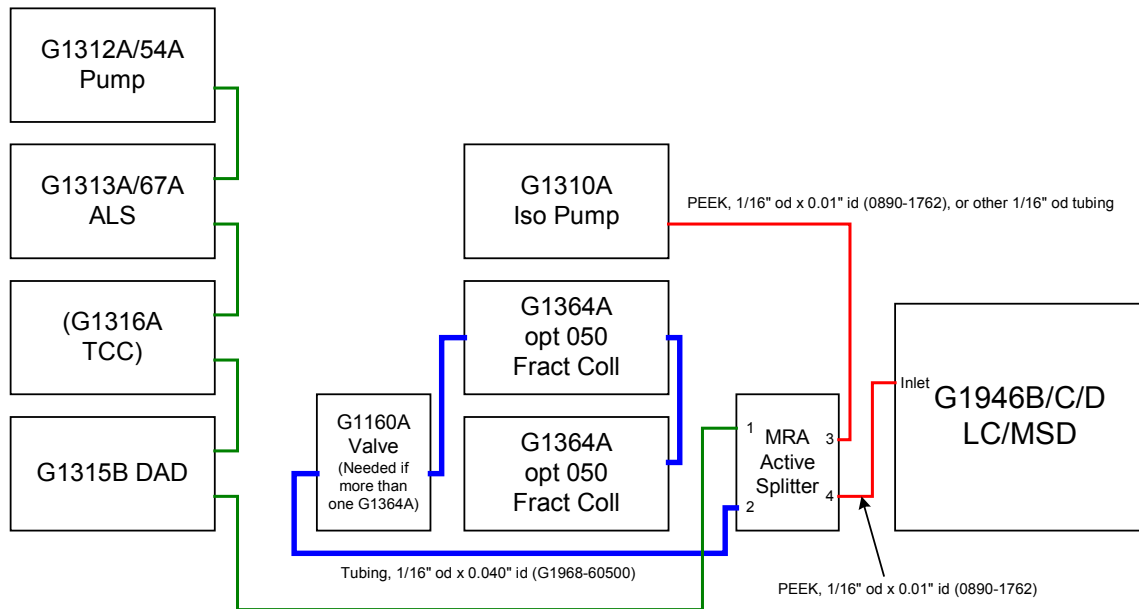 G1312A/54A
Pump
G1313A/67A
ALS
(G1316A
TCC)
G1315B DAD
G1310A
Iso Pump
PEEK, 1/16" od x 0.01" id (0890-1762), or other 1/16" od tubing
G1364A
opt 050
Fract Coll
G1160A
Valve
(Needed if
more than
one G1364A)
G1364A
opt 050
Fract Coll
1
2
MRA
Active
Splitter
3
4
Inlet
G1946B/C/D
LC/MSD
Tubing, 1/16" od x 0.040" id (G1968-60500)
PEEK, 1/16" od x 0.01" id (0890-1762)